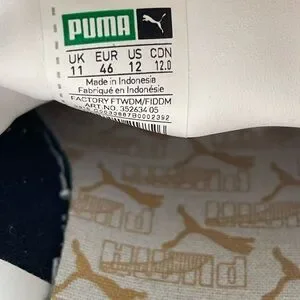 PUMA
UK EUR US CDN
11 46 12 12.0
Made in Indonesia
Fabriqué en Indonésie
FACTORY FTWDM/FIDDM
ART.NO. 352634 05